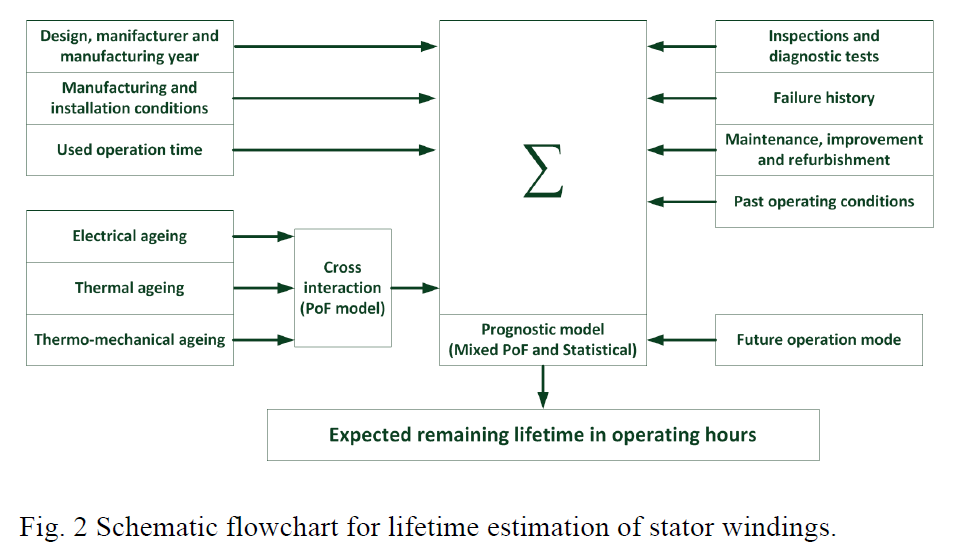 Design, manifacturer and
manufacturing year
Manufacturing and
installation conditions
Used operation time
Electrical ageing
Thermal ageing
Thermo-mechanical ageing
Cross
interaction
(PoF model)
Σ
Prognostic model
(Mixed PoF and Statistical)
Inspections and
diagnostic tests
Failure history
Maintenance, improvement
and refurbishment
Past operating conditions
Future operation mode
Expected remaining lifetime in operating hours
Fig. 2 Schematic flowchart for lifetime estimation of stator windings.